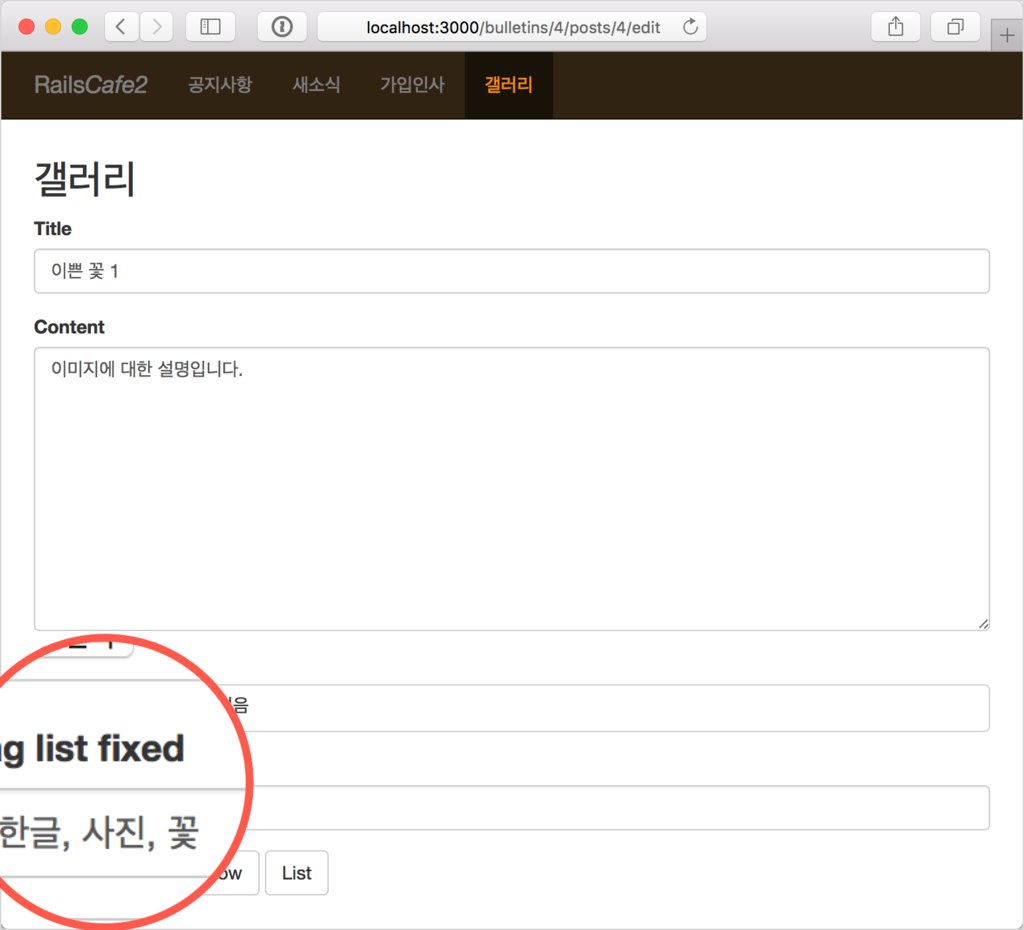 localhost:3000/bulletins/4/posts/4/edit
RailsCafe2 공지사항 새소식 가입인사 갤러리
갤러리
Title
이쁜 꽃 1
Content
이미지에 대한 설명입니다.
음
g list fixed
한글, 사진, 꽃
ow List